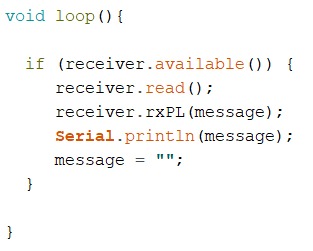 void loop(){
if (receiver.available()) {
receiver.read();
receiver.rxPL(message);
Serial.println(message);
message = "";
}
}